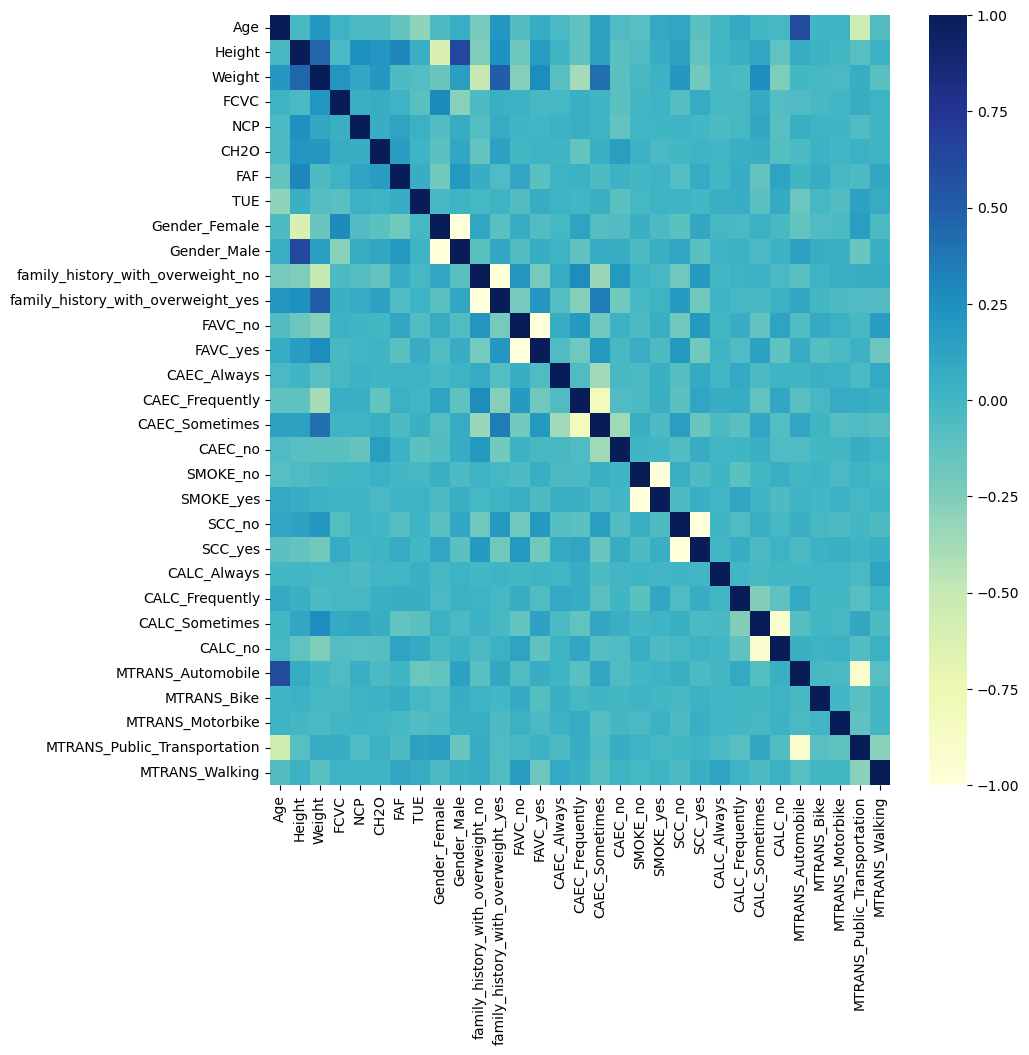 Age
Height
Weight
FCVC
NCP
CH2O
FAF
TUE
Gender_Female
Gender_Male
family_history_with_overweight_no
family_history_with_overweight_yes
FAVC_no
FAVC_yes
CAEC_Always
CAEC_Frequently
CAEC_Sometimes
CAEC_no
SMOKE_no
SMOKE_yes
SCC_no
SCC_yes
CALC_Always
CALC_Frequently
CALC_Sometimes
CALC_no
MTRANS_Automobile
MTRANS_Bike
MTRANS_Motorbike
MTRANS_Public_Transportation
MTRANS_Walking
Age
Height
Weight
FCVC
NCP
CH2O
FAF
TUE
Gender_Female
Gender_Male
family_history_with_overweight_no
family_history_with_overweight_yes
FAVC_no
FAVC_yes
CAEC_Always
CAEC_Frequently
CAEC_Sometimes
CAEC_no
SMOKE_no
SMOKE_yes
SCC_no
SCC_yes
CALC_Always
CALC_Frequently
CALC_Sometimes
CALC_no
MTRANS_Automobile
MTRANS_Bike
MTRANS_Motorbike
MTRANS_Public_Transportation
MTRANS_Walking
1.00
0.75
0.50
0.25
0.00
−0.25
−0.50
−0.75
−1.00